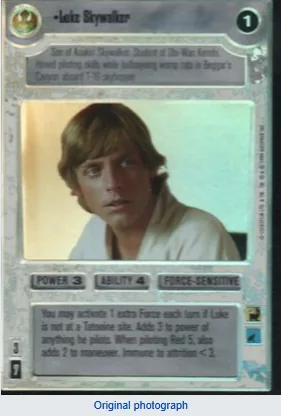 •Luke Skywalker
1
Son of Anakin Skywalker. Student of Obi-Wan Kenobi.
Honed piloting skills while bullseyeing womp rats in Beggar's
Canyon aboard T-16 skyhopper.
POWER 3
ABILITY 4
FORCE-SENSITIVE
You may activate 1 extra Force each turn if Luke
is not at a Tatooine site. Adds 3 to power of
anything he pilots. When piloting Red 5, also
adds 2 to maneuver. Immune to attrition < 3.
3
Original photograph